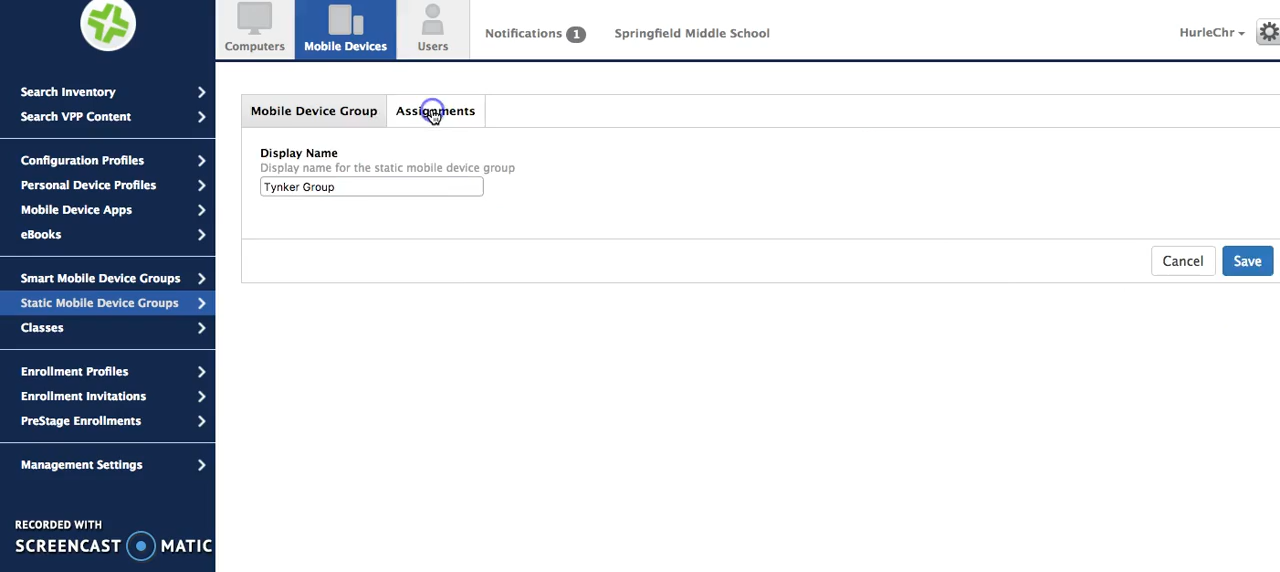 Computers
Mobile Devices
Users
Notifications 1
Springfield Middle School
HurleChr
Search Inventory
Search VPP Content
Configuration Profiles
Personal Device Profiles
Mobile Device Apps
eBooks
Smart Mobile Device Groups
Static Mobile Device Groups
Classes
Enrollment Profiles
Enrollment Invitations
PreStage Enrollments
Management Settings
RECORDED WITH
SCREENCAST MATIC
Mobile Device Group
Assignments
Display Name
Display name for the static mobile device group
Tynker Group
Cancel
Save